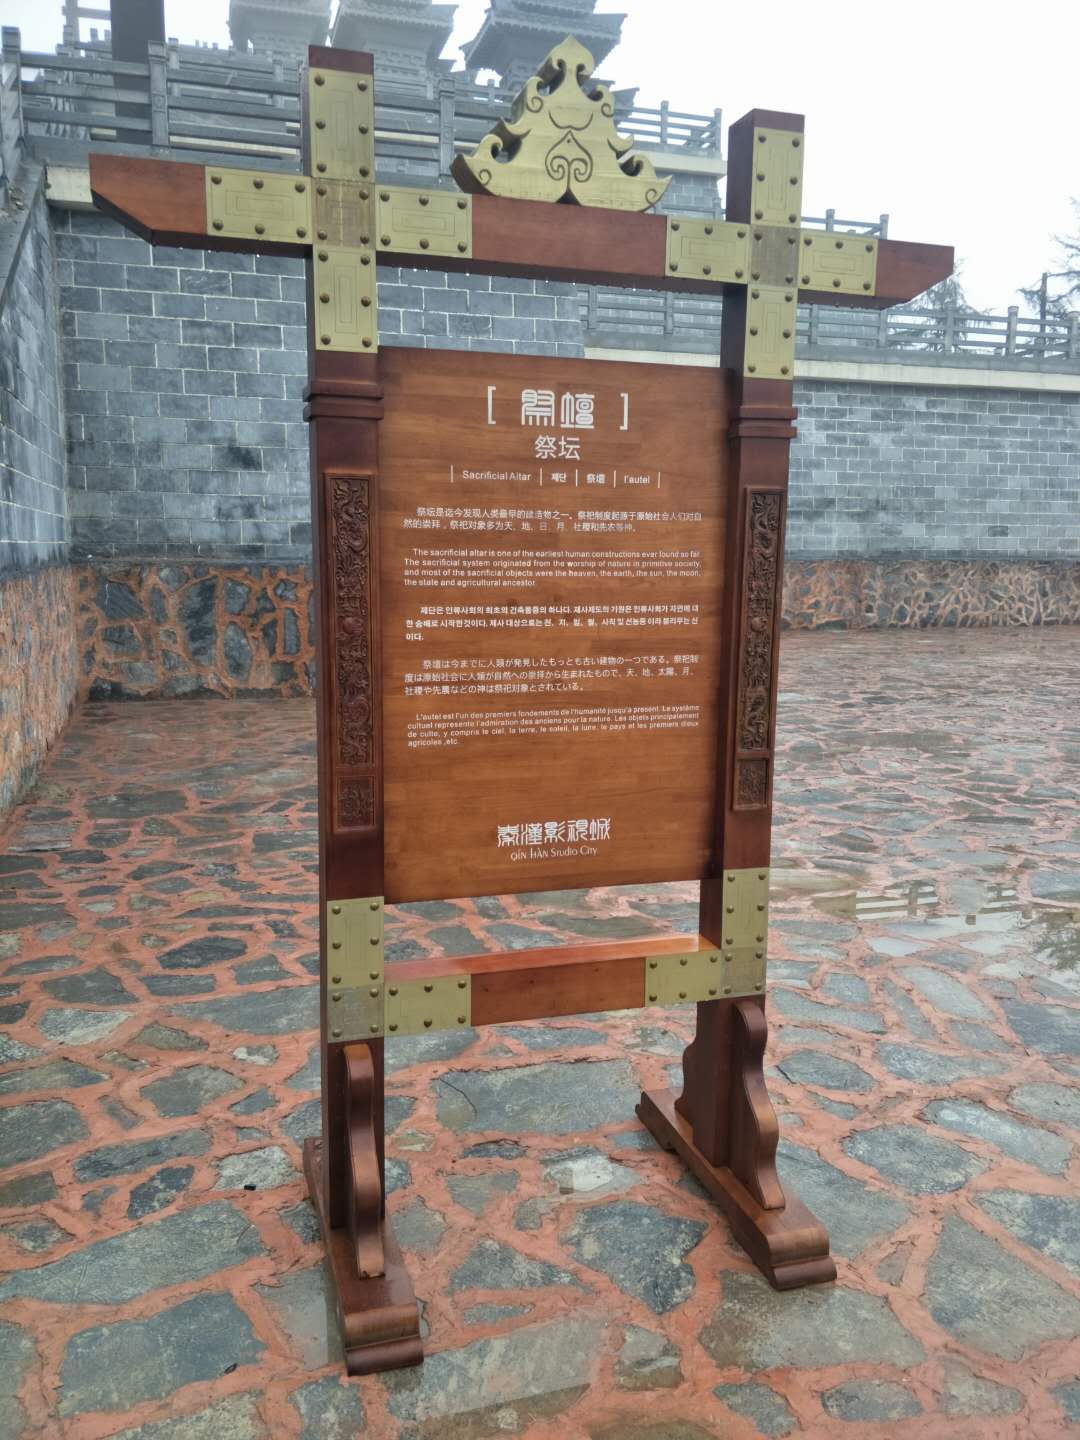 [ 祭壇 ]
祭坛
Sacrificial Altar | 제단 | 祭壇 | l'autel
祭坛是迄今发现人类最早的建造物之一。祭祀制度起源于原始社会人们对自
然的崇拜，祭祀对象多为天、地、日、月、社稷和先农等神。
The sacrificial altar is one of the earliest human constructions ever found so far.
The sacrificial system originated from the worship of nature in primitive society,
and most of the sacrificial objects were the heaven, the earth, the sun, the moon,
the state and agricultural ancestor.
제단은 인류사회의 최초의 건축물중의 하나다. 제사제도의 기원은 인류사회가 자연에 대
한 숭배로 시작한것이다. 제사 대상으로는 천、지、일、월、사직 및 선농등 이라 불리우는 신
이다.
祭壇は今までに人類が発見したもっとも古い建物の一つである。祭祀制
度は原始社会に人類が自然への崇拝から生まれたもので、天、地、太陽、月、
社稷や先農などの神は祭祀対象とされている。
L'autel est l'un des premiers fondements de l'humanité jusqu'à présent. Le système
cultuel représente l'admiration des anciens pour la nature. Les objets principalement
de culte, y compris le ciel, la terre, le soleil, la lune, le pays et les premiers dieux
agricoles ,etc.
秦漢影視城
QIN HAN Studio City